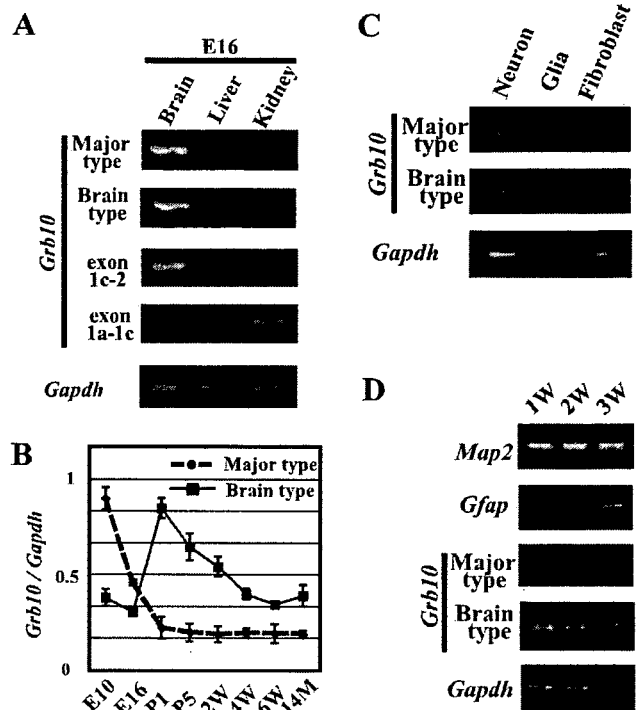 A
E16
Brain
Liver
Kidney
Grb10
Major
type
Brain
type
exon
1c-2
exon
1a-1c
Gapdh
B
Major type
Brain type
Grb10 / Gapdh
1
0.5
0
E10
E16
P1
P5
2W
4W
6W
14M
C
Neuron
Glia
Fibroblast
Grb10
Major
type
Brain
type
Gapdh
D
1W
2W
3W
Map2
Gfap
Grb10
Major
type
Brain
type
Gapdh